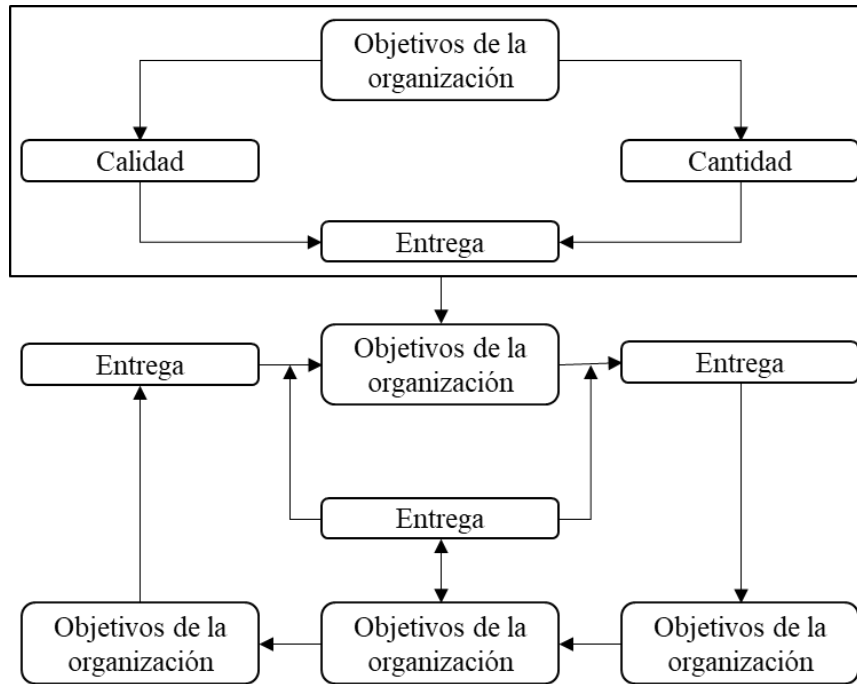 Objetivos de la
organización
Calidad
Cantidad
Entrega
Entrega
Objetivos de la
organización
Entrega
Entrega
Objetivos de la
organización
Objetivos de la
organización
Objetivos de la
organización